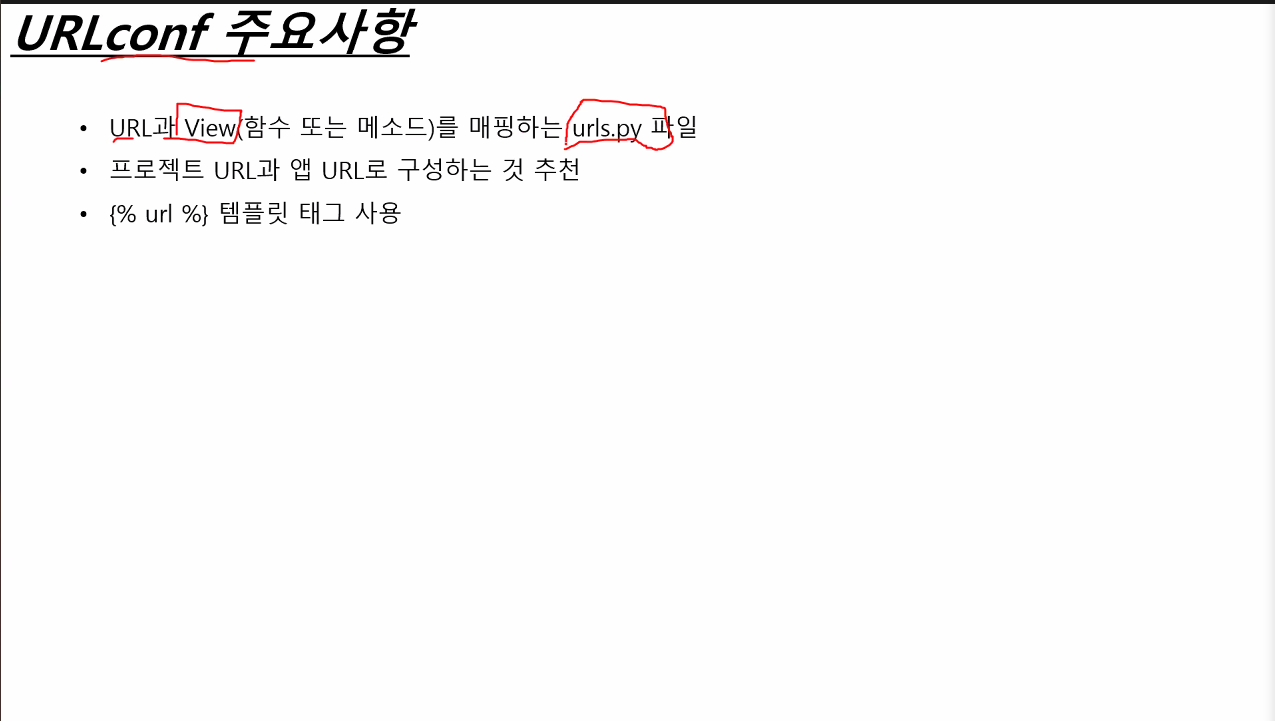 URLconf 주요사항
• URL과 View(함수 또는 메소드)를 매핑하는 urls.py 파일
• 프로젝트 URL과 앱 URL로 구성하는 것 추천
• {% url %} 템플릿 태그 사용